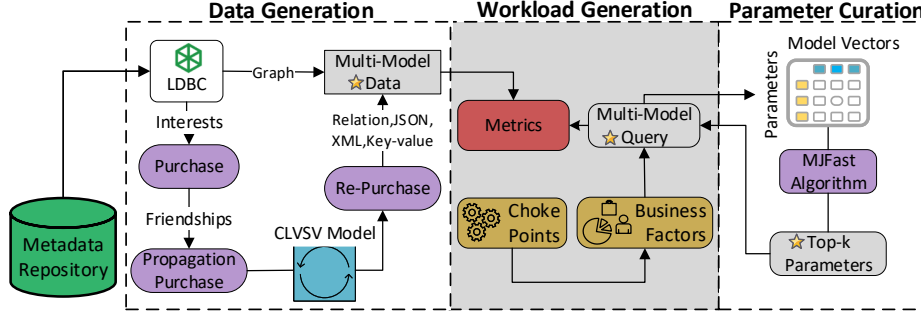 Data Generation
Workload Generation
Parameter Curation
LDBC
Graph
Multi-Model
Data
Interests
Relation,JSON,
XML,Key-value
Purchase
Re-Purchase
Friendships
CLVSV Model
Metadata
Repository
Propagation
Purchase
Metrics
Multi-Model
Query
Choke
Points
Business
Factors
Model Vectors
Parameters
MJFast
Algorithm
Top-k
Parameters